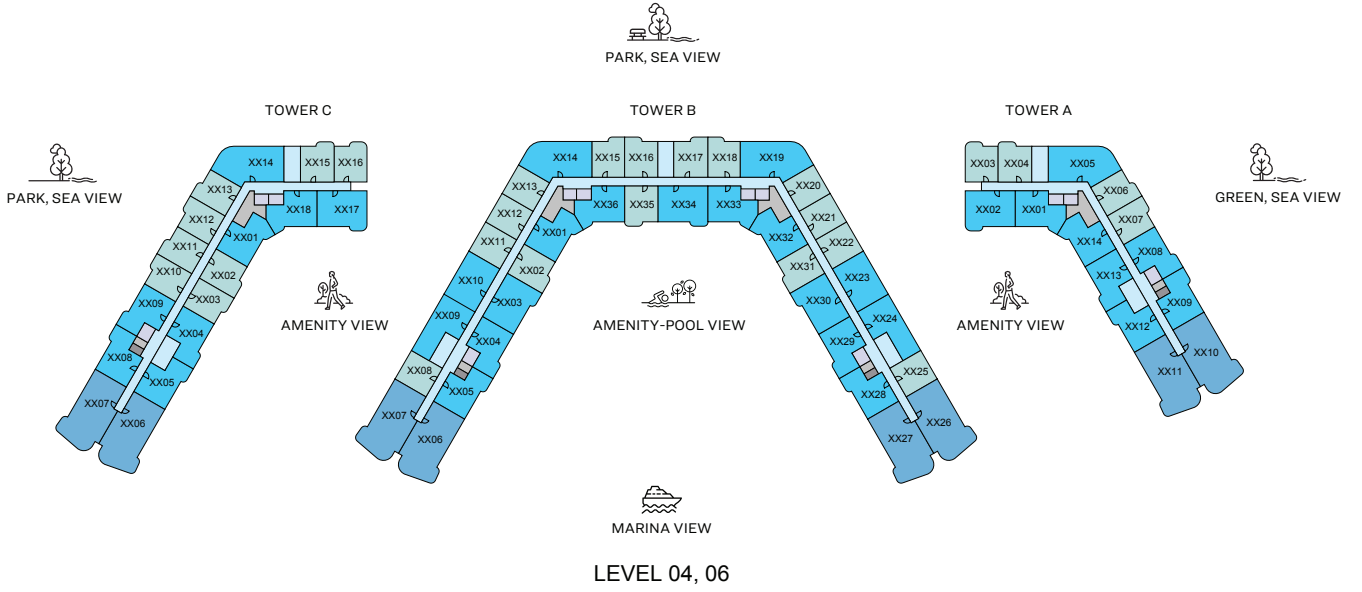 PARK, SEA VIEW
TOWER C
TOWER B
TOWER A
PARK, SEA VIEW
GREEN, SEA VIEW
XX14
XX15
XX16
XX13
XX12
XX11
XX10
XX09
XX08
XX07
XX06
XX05
XX04
XX03
XX02
XX01
XX18
XX17
XX14
XX15
XX16
XX17
XX18
XX19
XX13
XX12
XX11
XX10
XX09
XX08
XX07
XX06
XX05
XX04
XX03
XX02
XX01
XX36
XX35
XX34
XX33
XX32
XX31
XX30
XX29
XX28
XX27
XX26
XX25
XX24
XX23
XX22
XX21
XX20
XX03
XX04
XX05
XX06
XX07
XX08
XX09
XX10
XX11
XX12
XX13
XX14
XX01
XX02
AMENITY VIEW
AMENITY-POOL VIEW
AMENITY VIEW
MARINA VIEW
LEVEL 04, 06